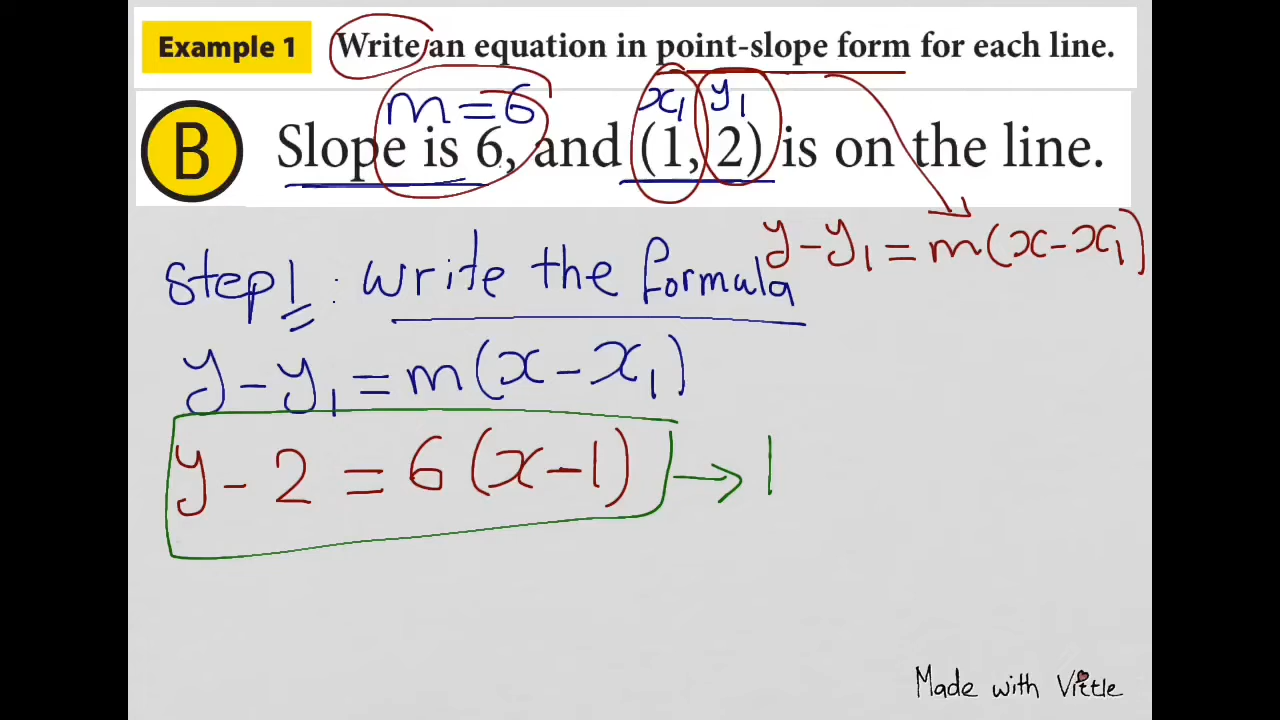 Example 1 Write an equation in point-slope form for each line.
m = 6 x₁ y₁
B Slope is 6, and (1, 2) is on the line.
y - y₁ = m(x - x₁)
step 1 : write the formula
y - y₁ = m(x - x₁)
y - 2 = 6 (x - 1) → 1
Made with Vittle